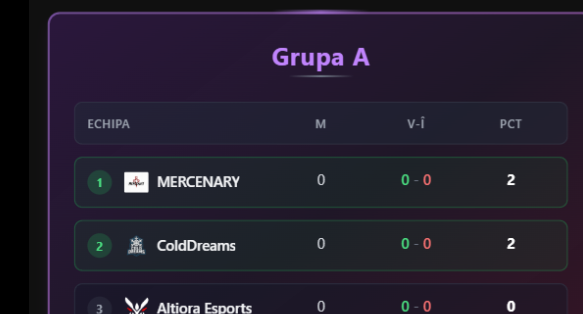 Grupa A
ECHIPA M V-Î PCT
1 MERCENARY 0 0 - 0 2
2 ColdDreams 0 0 - 0 2
3 Altiora Esports 0 0 - 0 0